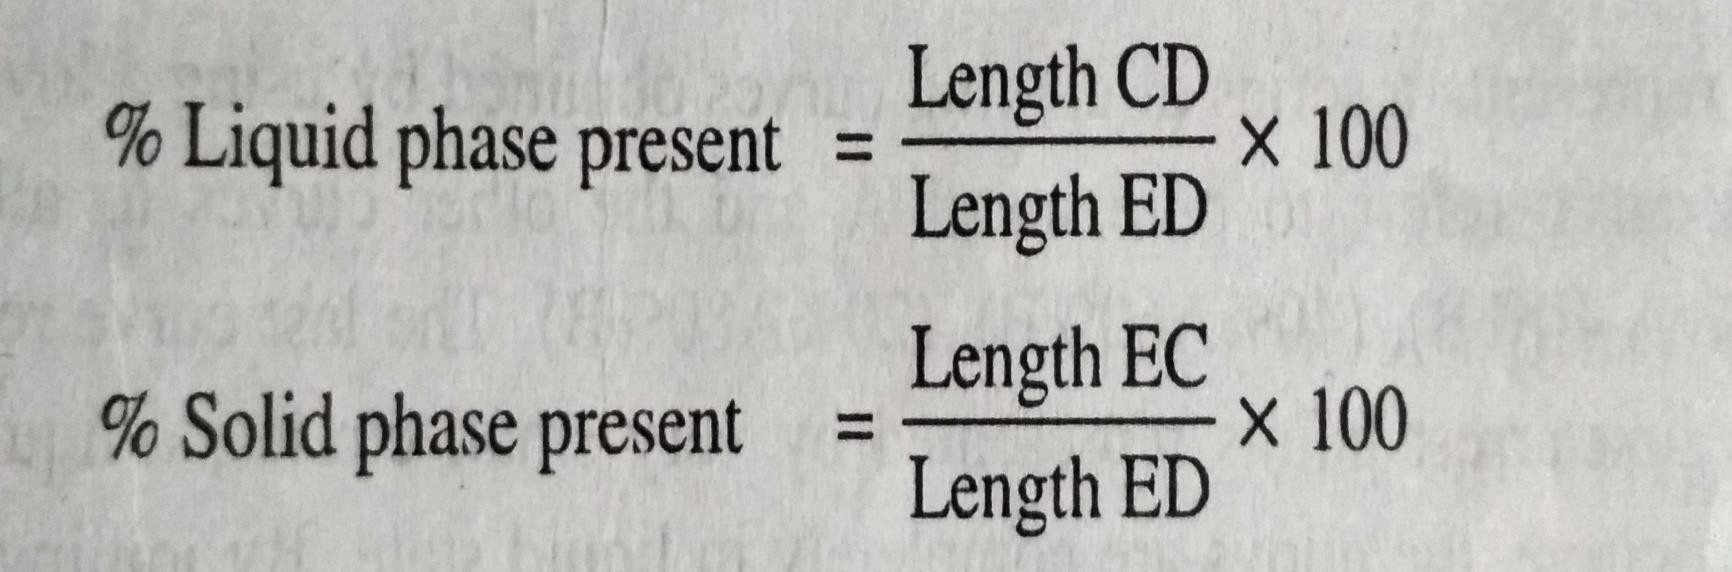 % Liquid phase present = Length CD / Length ED × 100
% Solid phase present = Length EC / Length ED × 100